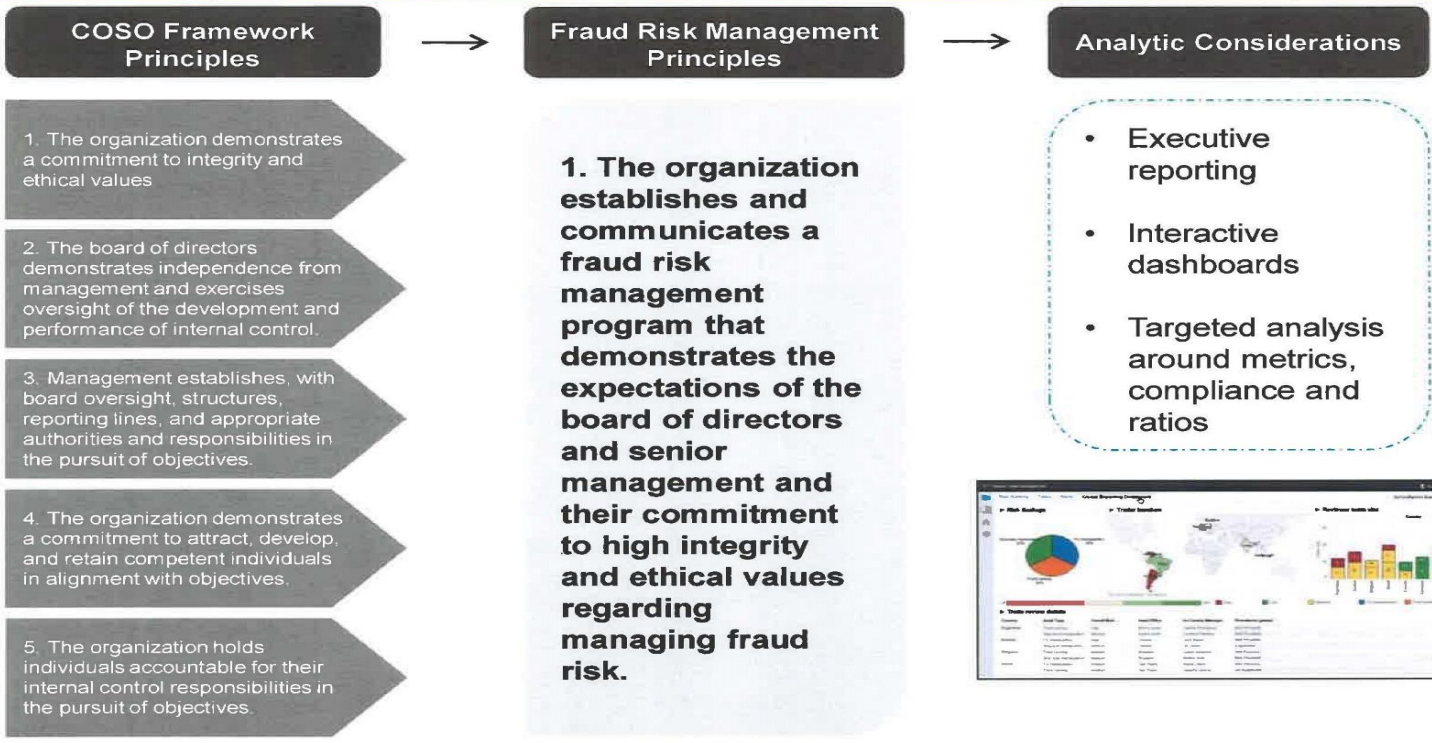 COSO Framework
Principles
Fraud Risk Management
Principles
Analytic Considerations
1. The organization demonstrates
a commitment to integrity and
ethical values
2. The board of directors
demonstrates independence from
management and exercises
oversight of the development and
performance of internal control.
3. Management establishes, with
board oversight, structures,
reporting lines, and appropriate
authorities and responsibilities in
the pursuit of objectives.
4. The organization demonstrates
a commitment to attract, develop,
and retain competent individuals
in alignment with objectives.
5. The organization holds
individuals accountable for their
internal control responsibilities in
the pursuit of objectives.
1. The organization
establishes and
communicates a
fraud risk
management
program that
demonstrates the
expectations of the
board of directors
and senior
management and
their commitment
to high integrity
and ethical values
regarding
managing fraud
risk.
• Executive
reporting
• Interactive
dashboards
• Targeted analysis
around metrics,
compliance and
ratios